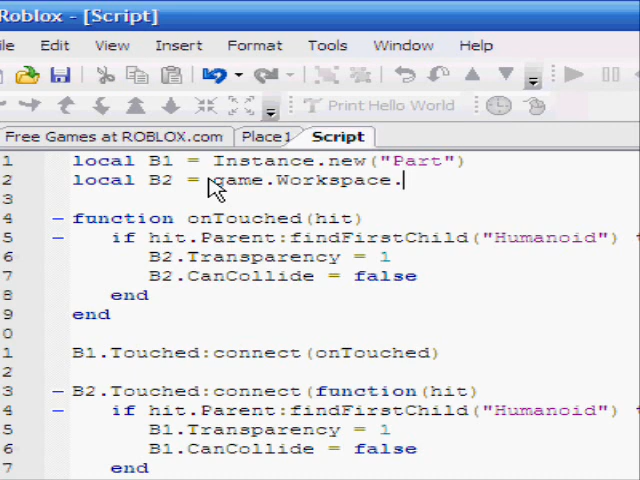 Roblox - [Script]
ile Edit View Insert Format Tools Window Help
Print Hello World
Free Games at ROBLOX.com Place1 Script
1 local B1 = Instance.new("Part")
2 local B2 = game.Workspace.
3
4 function onTouched(hit)
5 if hit.Parent:findFirstChild("Humanoid") t
6 B2.Transparency = 1
7 B2.CanCollide = false
8 end
9 end
0
1 B1.Touched:connect(onTouched)
2
3 B2.Touched:connect(function(hit)
4 if hit.Parent:findFirstChild("Humanoid") t
5 B1.Transparency = 1
6 B1.CanCollide = false
7 end